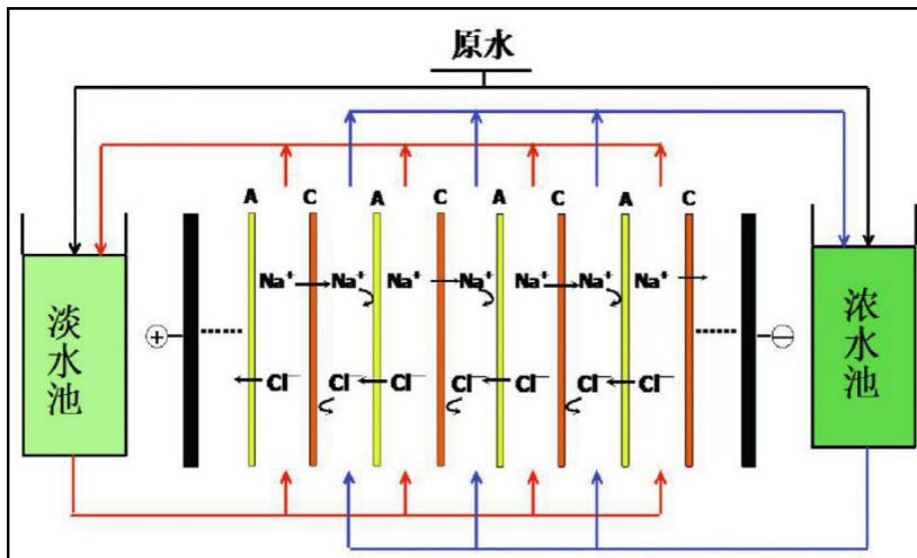 原水
A C A C A C A C
Na⁺ Na⁺ Na⁺ Na⁺ Na⁺ Na⁺ Na⁺
淡水池
⊕
⊖
浓水池
Cl⁻ Cl⁻ Cl⁻ Cl⁻ Cl⁻ Cl⁻ Cl⁻